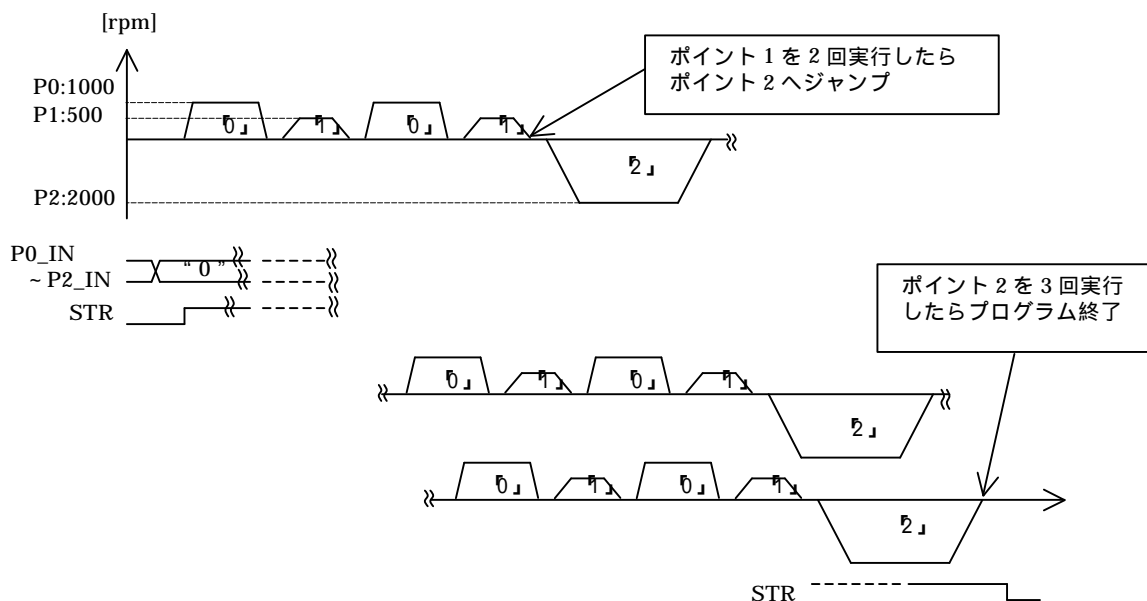 [rpm]
ポイント 1 を 2 回実行したら
ポイント 2 へジャンプ
P0:1000
P1:500
『0』 『1』 『0』 『1』
『2』
P2:2000
P0_IN
~ P2_IN
“ 0 ”
STR
ポイント 2 を 3 回実行
したらプログラム終了
『0』 『1』 『0』 『1』
『2』
『0』 『1』 『0』 『1』
『2』
STR